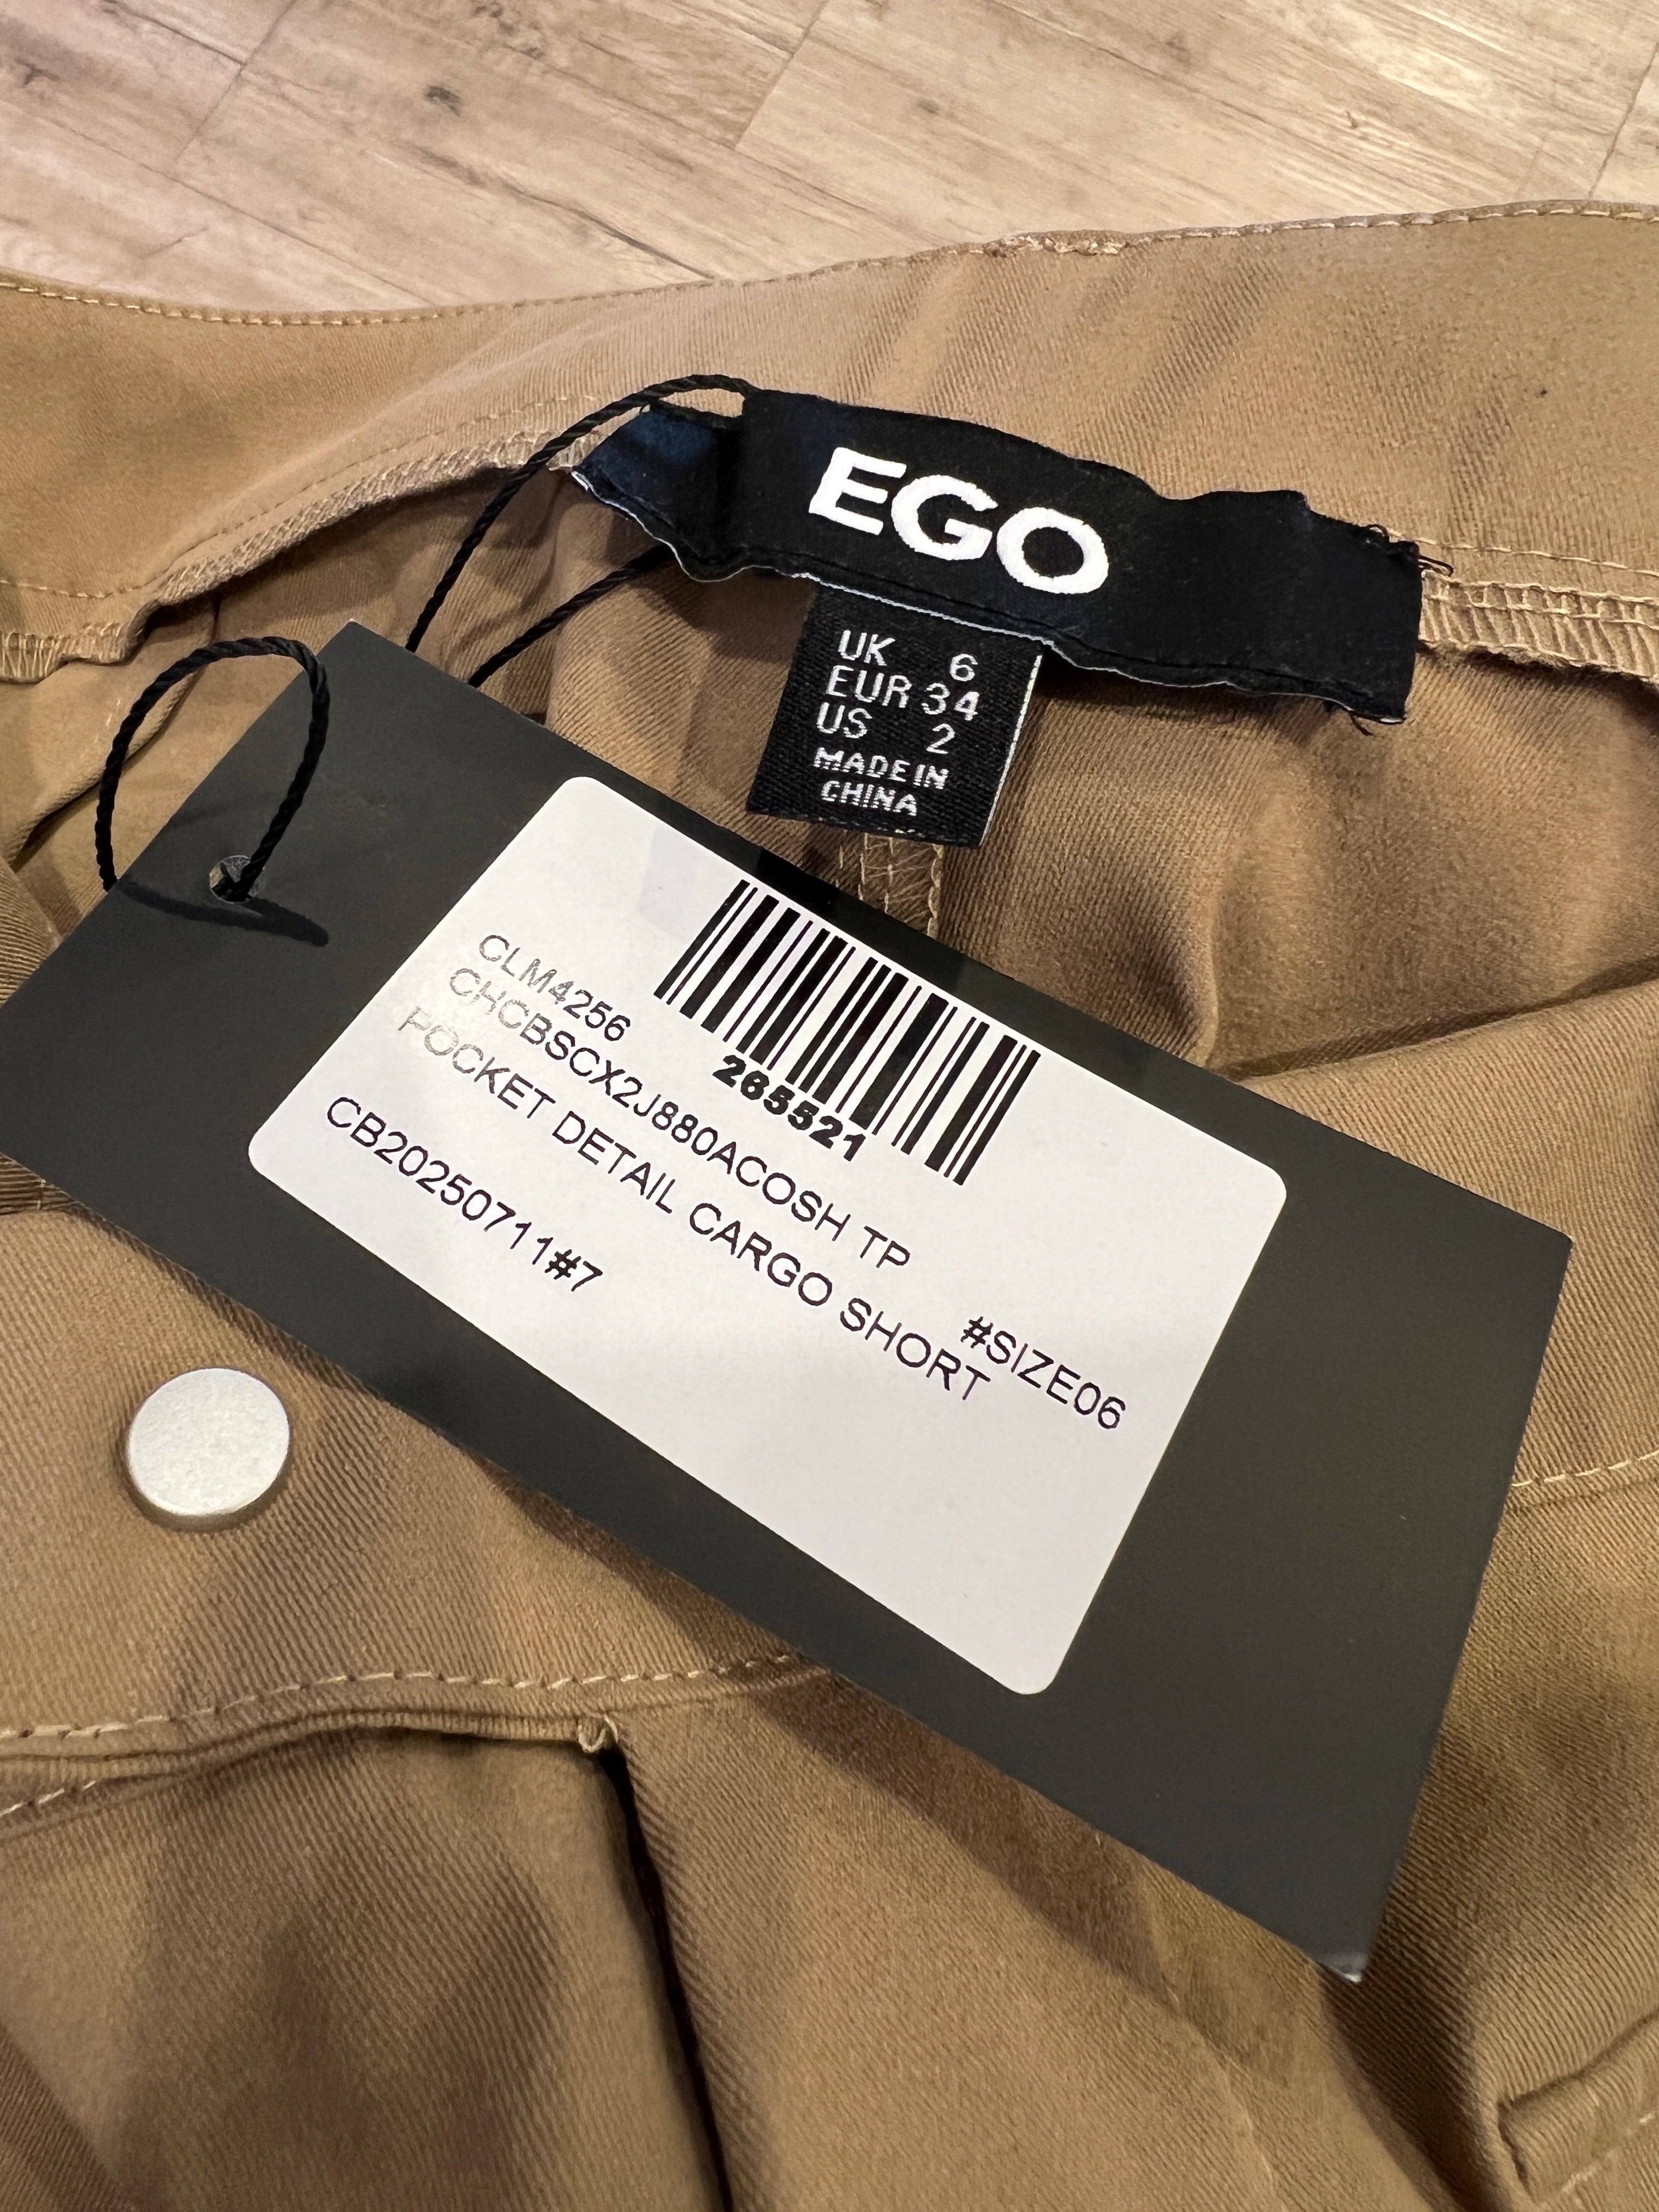 EGO
UK 6
EUR 34
US 2
MADE IN
CHINA
265521
CLM4256
CHCBSCX2J880ACOSH TP
POCKET DETAIL CARGO SHORT
#SIZE06
CB20250711#7